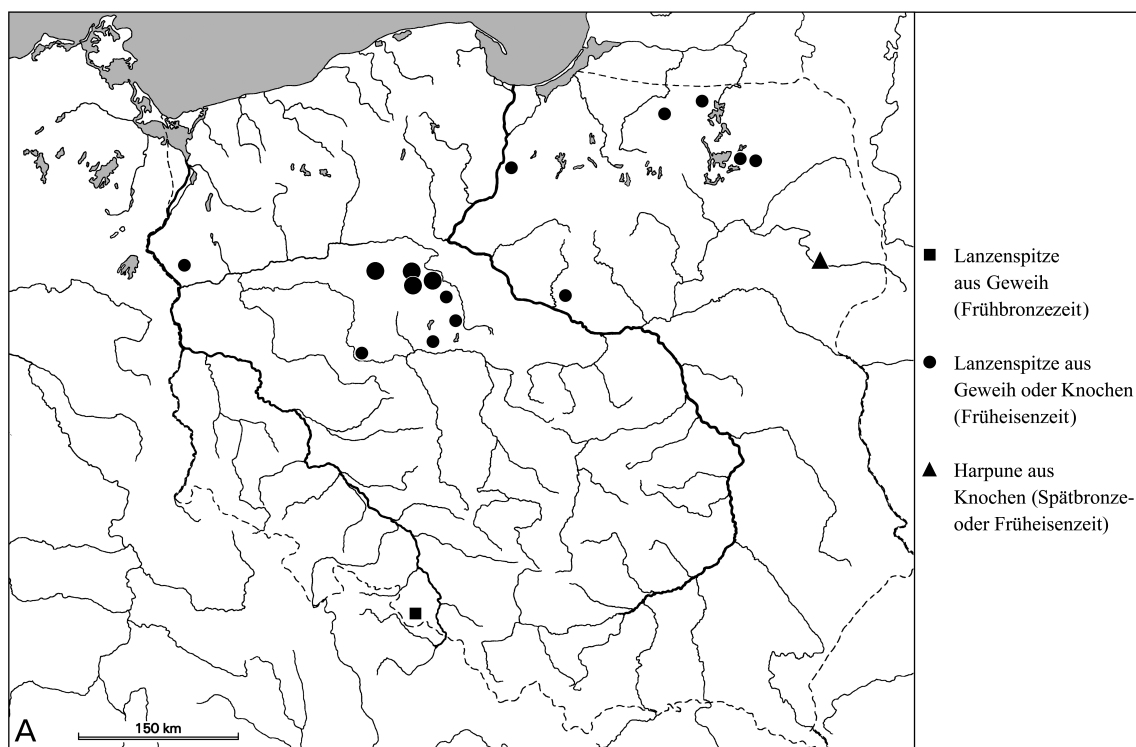 Lanzenspitze
aus Geweih
(Frühbronzezeit)
Lanzenspitze aus
Geweih oder Knochen
(Früheisenzeit)
Harpune aus
Knochen (Spätbronze-
oder Früheisenzeit)
A
150 km